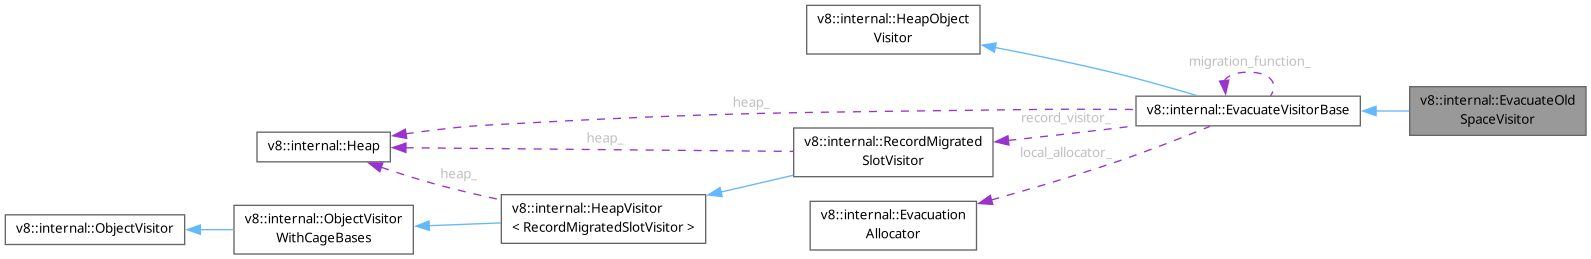 v8::internal::HeapObject
Visitor
migration_function_
v8::internal::EvacuateOld
SpaceVisitor
heap_
v8::internal::EvacuateVisitorBase
record_visitor_
v8::internal::Heap
heap_
v8::internal::RecordMigrated
SlotVisitor
local_allocator_
heap_
v8::internal::HeapVisitor
< RecordMigratedSlotVisitor >
v8::internal::Evacuation
Allocator
v8::internal::ObjectVisitor
v8::internal::ObjectVisitor
WithCageBases